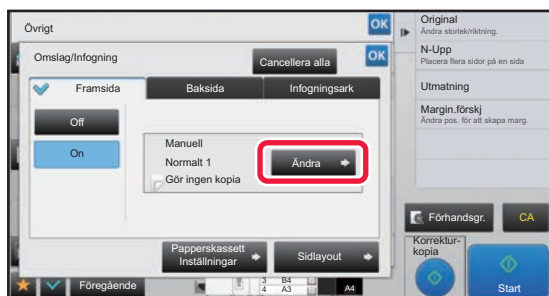 Övrigt
OK
Omslag/Infogning
Cancellera alla
OK
Framsida
Baksida
Infogningsark
Off
On
Manuell
Normalt 1
Gör ingen kopia
Ändra
Papperskassett
Inställningar
Sidlayout
Föregående
3 B4
4 A3
A4
Original
Ändra storlek/riktning.
N-Upp
Placera flera sidor på en sida
Utmatning
Margin.förskj
Ändra pos. för att skapa marg.
Förhandsgr.
CA
Korrektur-
kopia
Start